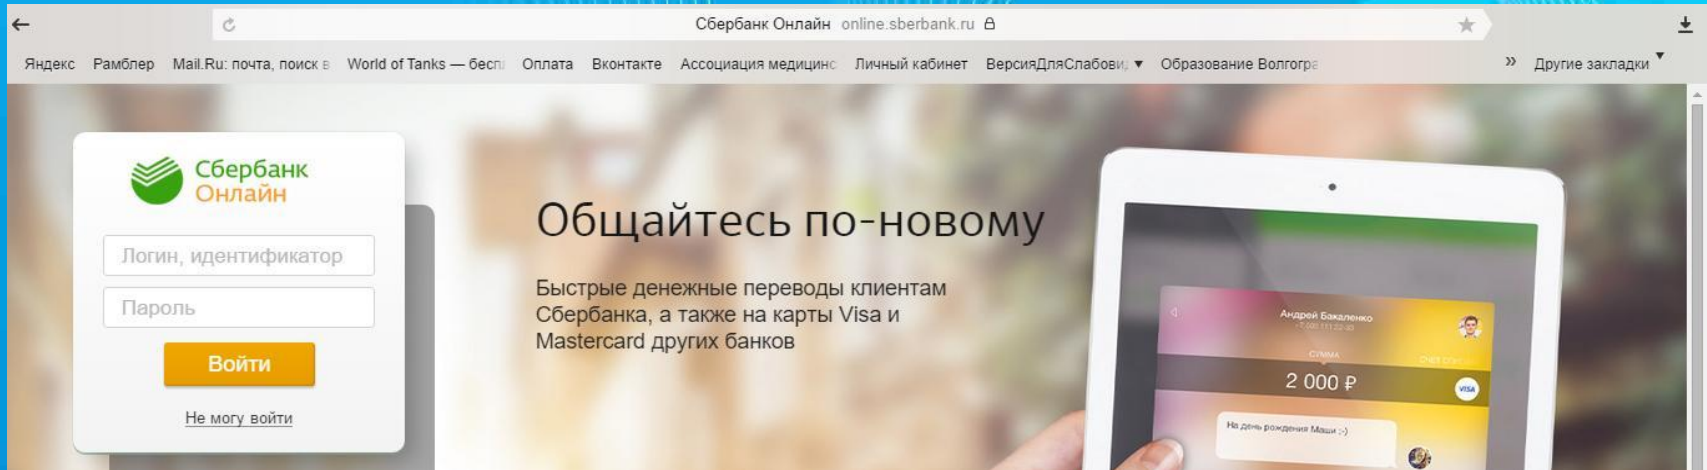 Сбербанк Онлайн online.sberbank.ru
Яндекс Рамблер Mail.Ru: почта, поиск в World of Tanks — бесп Оплата Вконтакте Ассоциация медицинс Личный кабинет ВерсияДляСлабовид Образование Волгогра » Другие закладки
Сбербанк
Онлайн
Логин, идентификатор
Пароль
Войти
Не могу войти
Общайтесь по-новому
Быстрые денежные переводы клиентам
Сбербанка, а также на карты Visa и
Mastercard других банков
Андрей Бакаленко
СУММА
2 000 ₽
VISA
На день рождения Маши ;-)